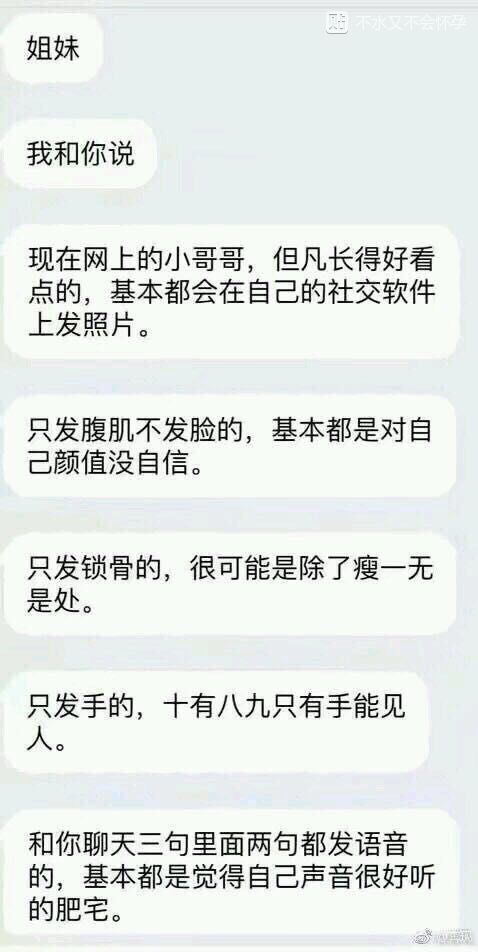 贴 不水又不会怀孕
姐妹
我和你说
现在网上的小哥哥，但凡长得好看
点的，基本都会在自己的社交软件
上发照片。
只发腹肌不发脸的，基本都是对自
己颜值没自信。
只发锁骨的，很可能是除了瘦一无
是处。
只发手的，十有八九只有手能见
人。
和你聊天三句里面两句都发语音
的，基本都是觉得自己声音很好听
的肥宅。